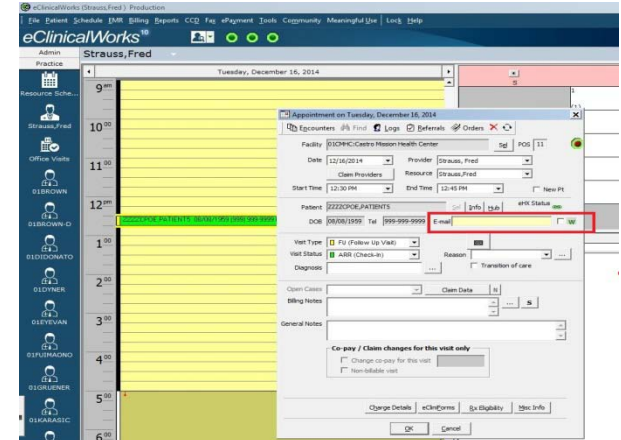 eClinicalWorks (Strauss,Fred ) Production
File Patient Schedule EMR Billing Reports CCD Fax ePayment Tools Community Meaningful Use Lock Help
eClinicalWorks 10
Admin
Strauss,Fred
Practice
Tuesday, December 16, 2014
Resource Sche...
Strauss,Fred
Office Visits
01BROWN
01BROWN-D
01DIDONATO
01DYNER
01EYEVAN
01FUIMAONO
01GRUENER
01KARASIC
9 am
10 00
11 00
12 pm
1 00
2 00
3 00
4 00
5 00
6 00
ZZZZCPOE,PATIENTS 08/08/1959 (999) 999-9999
Appointment on Tuesday, December 16, 2014
Encounters Find Logs Referrals Orders
Facility 01CMHC:Castro Mission Health Center Sel POS 11
Date 12/16/2014 Provider Strauss, Fred
Claim Providers Resource Strauss,Fred
Start Time 12:30 PM End Time 12:45 PM New Pt
Patient ZZZZCPOE,PATIENTS Sel Info Hub eHX Status
DOB 08/08/1959 Tel 999-999-9999 E-mail W
Visit Type FU (Follow Up Visit)
Visit Status ARR (Check-in) Reason ...
Diagnosis ... Transition of care
Open Cases Claim Data N
Billing Notes ... S
General Notes
Co-pay / Claim changes for this visit only
Change co-pay for this visit
Non-billable visit
Charge Details eClinForms Rx Eligibility Misc Info
OK Cancel